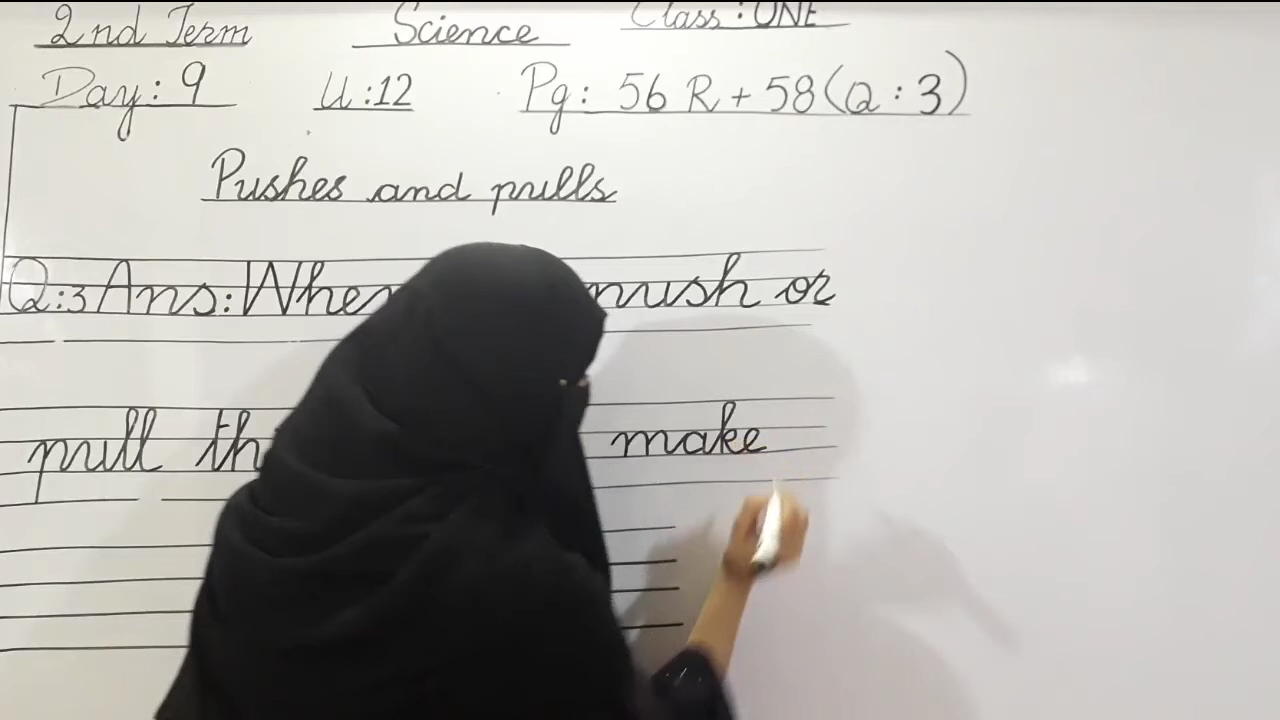 2nd Term Science Class : ONE
Day : 9 U :12 Pg : 56 R + 58 (Q : 3)
Pushes and pulls
Q:3 Ans: When push or
pull make